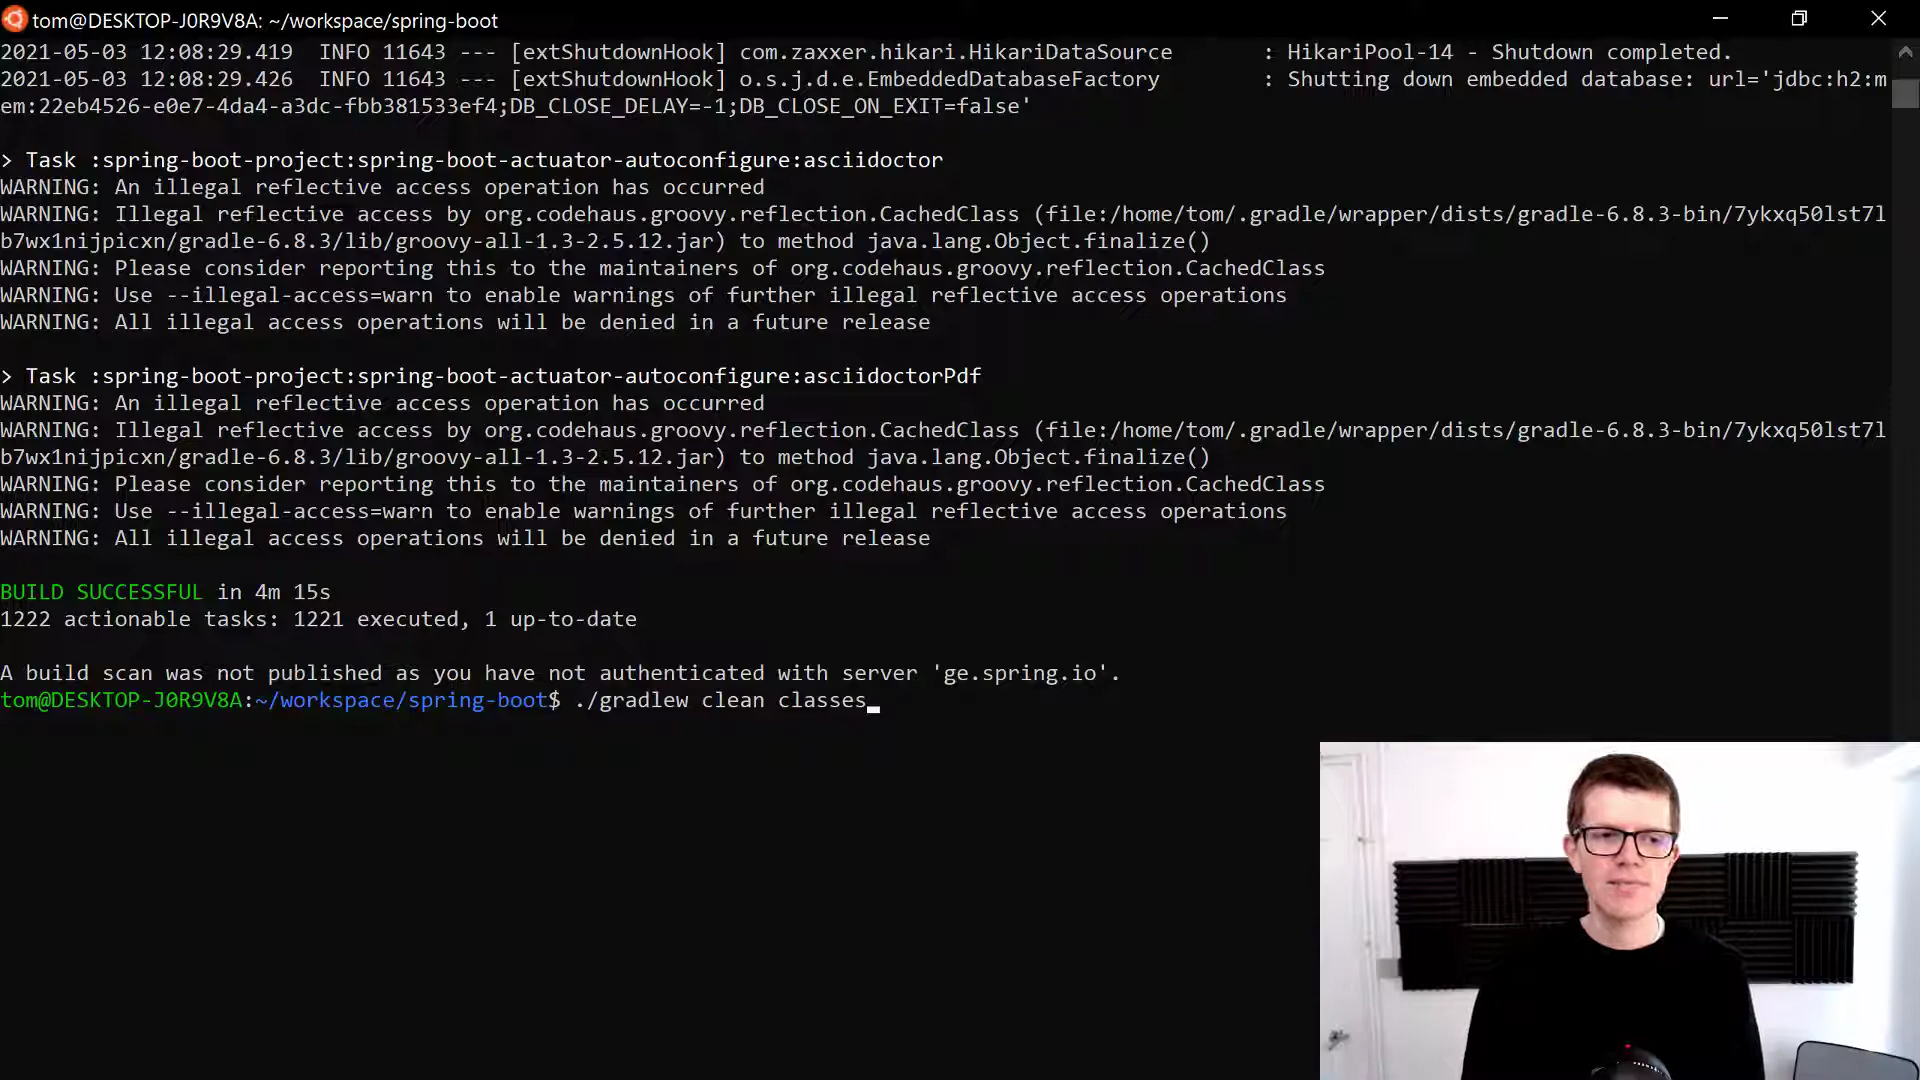 tom@DESKTOP-J0R9V8A: ~/workspace/spring-boot
2021-05-03 12:08:29.419  INFO 11643 --- [extShutdownHook] com.zaxxer.hikari.HikariDataSource       : HikariPool-14 - Shutdown completed.
2021-05-03 12:08:29.426  INFO 11643 --- [extShutdownHook] o.s.j.d.e.EmbeddedDatabaseFactory        : Shutting down embedded database: url='jdbc:h2:m
em:22eb4526-e0e7-4da4-a3dc-fbb381533ef4;DB_CLOSE_DELAY=-1;DB_CLOSE_ON_EXIT=false'
> Task :spring-boot-project:spring-boot-actuator-autoconfigure:asciidoctor
WARNING: An illegal reflective access operation has occurred
WARNING: Illegal reflective access by org.codehaus.groovy.reflection.CachedClass (file:/home/tom/.gradle/wrapper/dists/gradle-6.8.3-bin/7ykxq50lst7l
b7wx1nijpicxn/gradle-6.8.3/lib/groovy-all-1.3-2.5.12.jar) to method java.lang.Object.finalize()
WARNING: Please consider reporting this to the maintainers of org.codehaus.groovy.reflection.CachedClass
WARNING: Use --illegal-access=warn to enable warnings of further illegal reflective access operations
WARNING: All illegal access operations will be denied in a future release
> Task :spring-boot-project:spring-boot-actuator-autoconfigure:asciidoctorPdf
WARNING: An illegal reflective access operation has occurred
WARNING: Illegal reflective access by org.codehaus.groovy.reflection.CachedClass (file:/home/tom/.gradle/wrapper/dists/gradle-6.8.3-bin/7ykxq50lst7l
b7wx1nijpicxn/gradle-6.8.3/lib/groovy-all-1.3-2.5.12.jar) to method java.lang.Object.finalize()
WARNING: Please consider reporting this to the maintainers of org.codehaus.groovy.reflection.CachedClass
WARNING: Use --illegal-access=warn to enable warnings of further illegal reflective access operations
WARNING: All illegal access operations will be denied in a future release
BUILD SUCCESSFUL in 4m 15s
1222 actionable tasks: 1221 executed, 1 up-to-date
A build scan was not published as you have not authenticated with server 'ge.spring.io'.
tom@DESKTOP-J0R9V8A:~/workspace/spring-boot$ ./gradlew clean classes